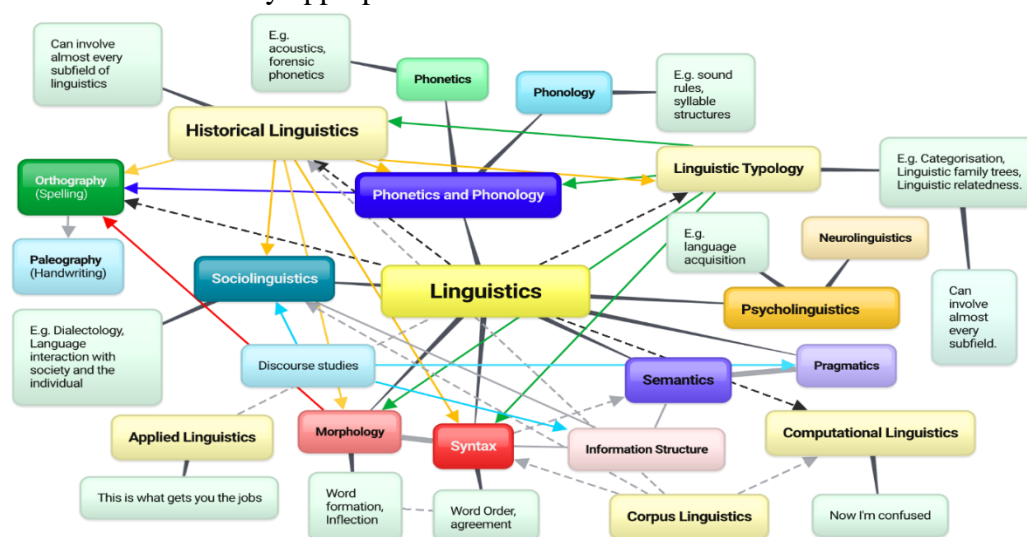 Can involve
almost every
subfield of
linguistics
E.g.
acoustics,
forensic
phonetics
Phonetics
Phonology
E.g. sound
rules,
syllable
structures
Historical Linguistics
Linguistic Typology
E.g. Categorisation,
Linguistic family trees,
Linguistic relatedness.
Orthography
(Spelling)
Phonetics and Phonology
Paleography
(Handwriting)
E.g.
language
acquisition
Neurolinguistics
Sociolinguistics
Linguistics
Psycholinguistics
Can
involve
almost
every
subfield.
E.g. Dialectology,
Language
interaction with
society and the
individual
Discourse studies
Semantics
Pragmatics
Applied Linguistics
Morphology
Syntax
Information Structure
Computational Linguistics
This is what gets you the jobs
Word
formation,
Inflection
Word Order,
agreement
Corpus Linguistics
Now I'm confused